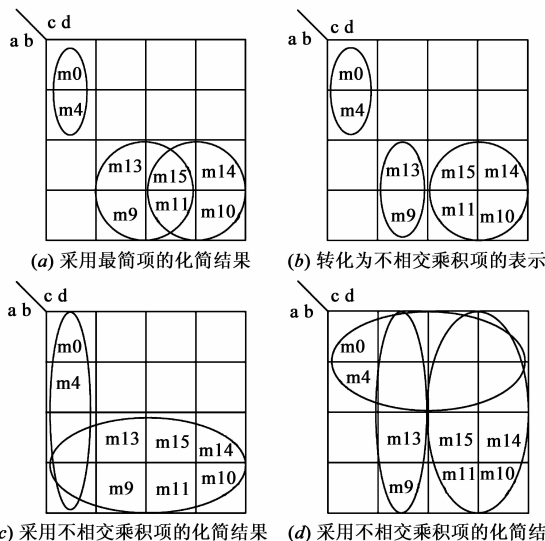 c d
a b
m0
m4
m13 m15 m14
m9 m11 m10
(a) 采用最简项的化简结果
c d
a b
m0
m4
m13 m15 m14
m9 m11 m10
(b) 转化为不相交乘积项的表示
c d
a b
m0
m4
m13 m15 m14
m9 m11 m10
c) 采用不相交乘积项的化简结果
c d
a b
m0
m4
m13 m15 m14
m9 m11 m10
(d) 采用不相交乘积项的化简结